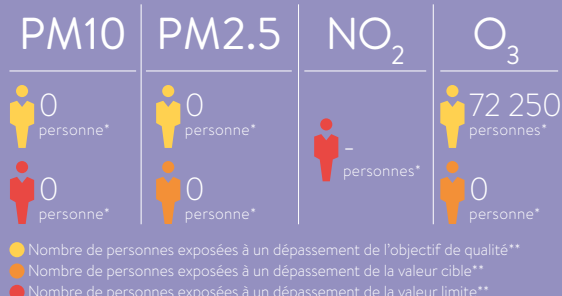 PM10 PM2.5 NO₂ O₃
0 0 72 250
personne* personne* personnes*
-
personnes*
0 0 0
personne* personne* personne*
Nombre de personnes exposées à un dépassement de l'objectif de qualité**
Nombre de personnes exposées à un dépassement de la valeur cible**
Nombre de personnes exposées à un dépassement de la valeur limite**